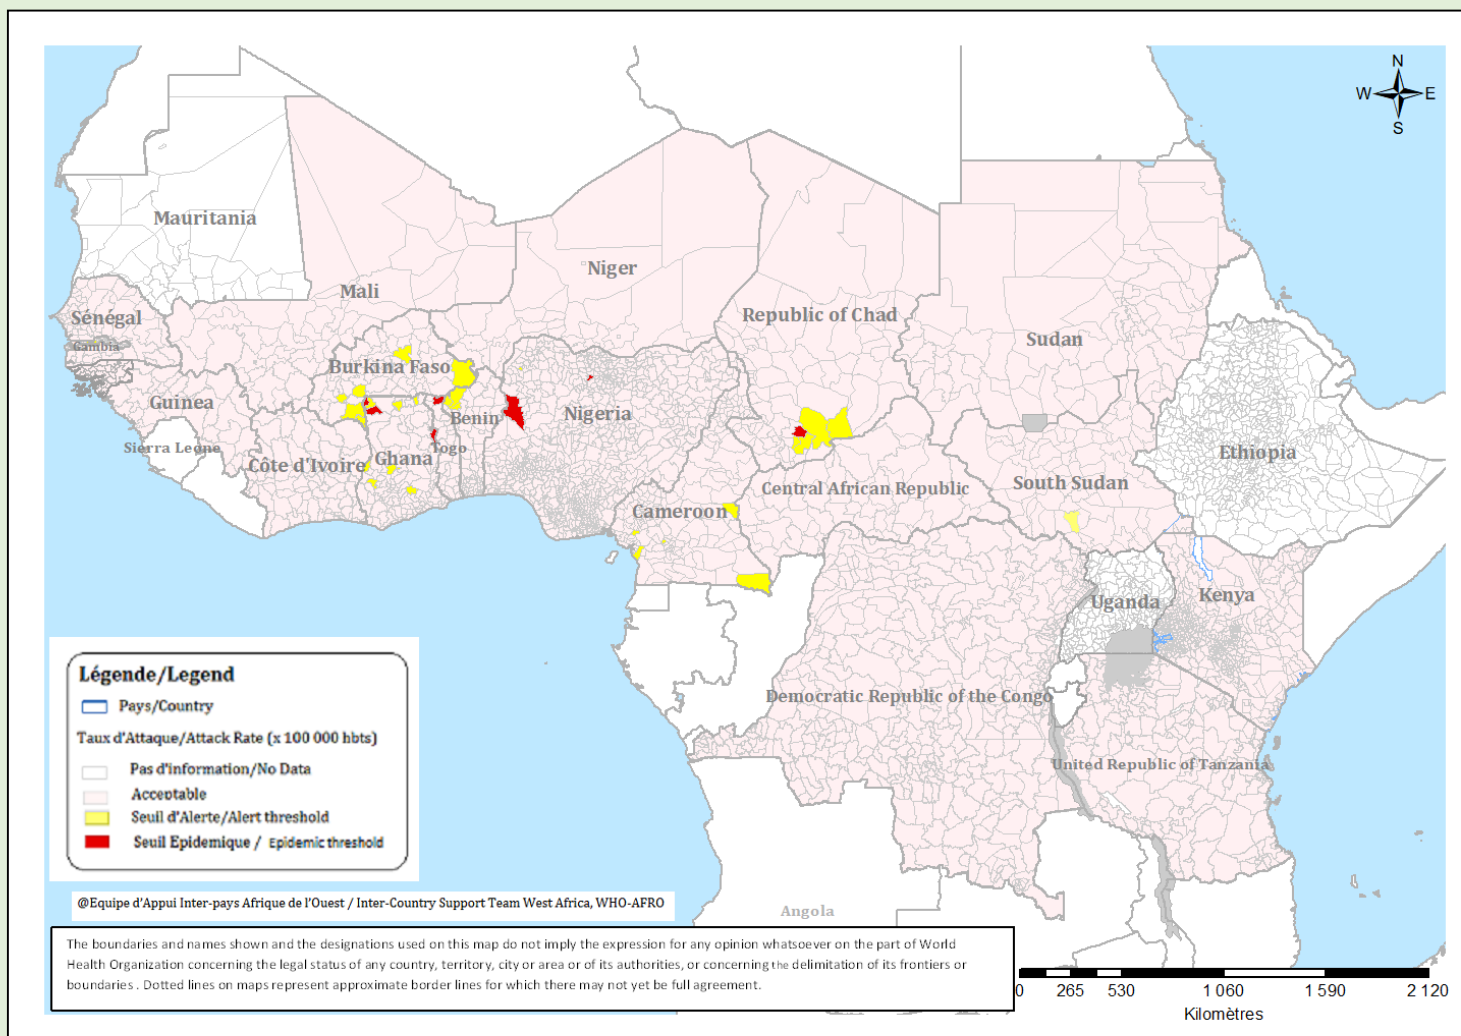 N
W E
S
Mauritania
Mali
Niger
Republic of Chad
Sudan
Sénégal
Gambia
Burkina Faso
Guinea
Benin
Nigeria
Sierra Leone
Côte d'Ivoire
Ghana
Togo
Ethiopia
Cameroon
Central African Republic
South Sudan
Uganda
Kenya
Democratic Republic of the Congo
United Republic of Tanzania
Angola
Légende/Legend
Pays/Country
Taux d'Attaque/Attack Rate (x 100 000 hbts)
Pas d'information/No Data
Acceptable
Seuil d'Alerte/Alert threshold
Seuil Epidemique / Epidemic threshold
@Equipe d'Appui Inter-pays Afrique de l'Ouest / Inter-Country Support Team West Africa, WHO-AFRO
The boundaries and names shown and the designations used on this map do not imply the expression for any opinion whatsoever on the part of World
Health Organization concerning the legal status of any country, territory, city or area or of its authorities, or concerning the delimitation of its frontiers or
boundaries . Dotted lines on maps represent approximate border lines for which there may not yet be full agreement.
0 265 530 1 060 1 590 2 120
Kilomètres